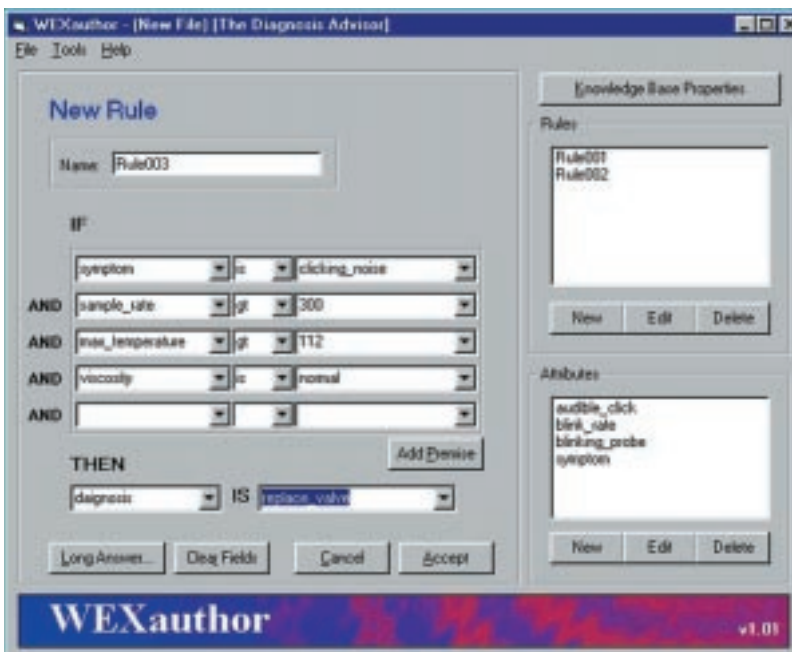 WEXauthor - [New File] [The Diagnosis Advisor]
File Tools Help
New Rule
Name: Rule003
IF
symptom is clicking_noise
AND sample_rate gt 300
AND max_temperature gt 112
AND viscosity is normal
AND
Add Premise
THEN
daignosis IS replace_valve
Long Answer... Clear Fields Cancel Accept
Knowledge Base Properties
Rules
Rule001
Rule002
New Edit Delete
Attributes
audible_click
blink_rate
blinking_probe
symptom
New Edit Delete
WEXauthor v1.01